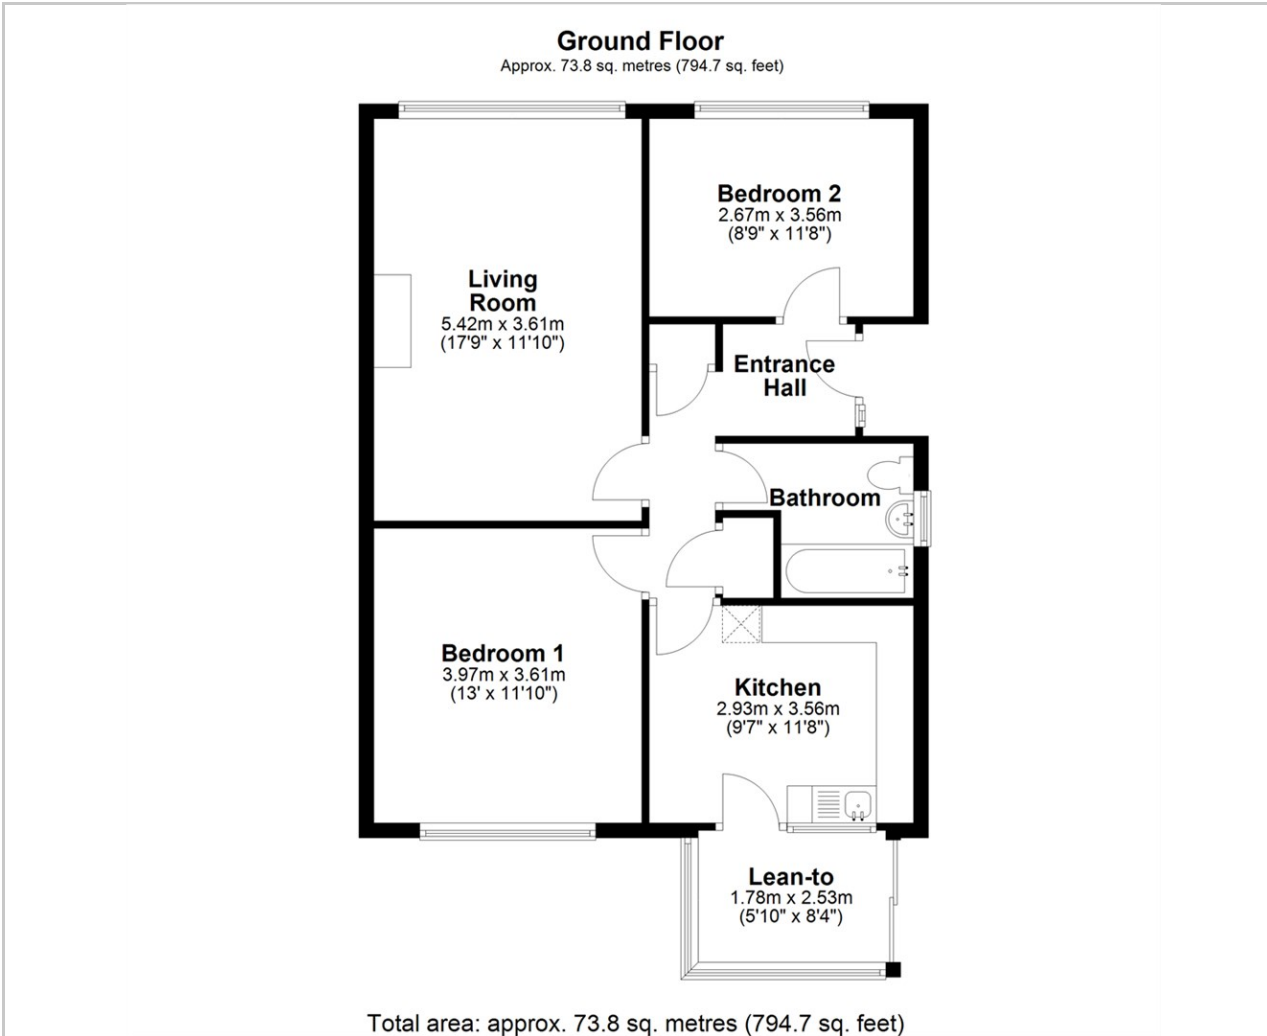 Ground Floor
Approx. 73.8 sq. metres (794.7 sq. feet)
Bedroom 2
2.67m x 3.56m
(8'9" x 11'8")
Living
Room
5.42m x 3.61m
(17'9" x 11'10")
Entrance
Hall
Bathroom
Bedroom 1
3.97m x 3.61m
(13' x 11'10")
Kitchen
2.93m x 3.56m
(9'7" x 11'8")
Lean-to
1.78m x 2.53m
(5'10" x 8'4")
Total area: approx. 73.8 sq. metres (794.7 sq. feet)